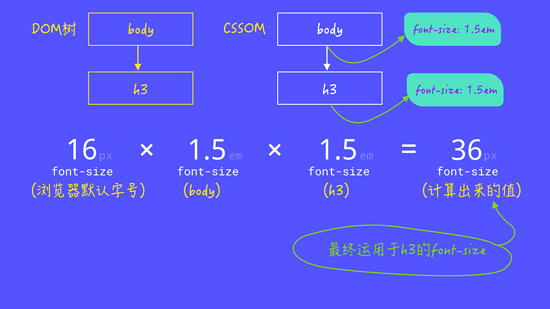 DOM树 body CSSOM body font-size: 1.5em
h3 h3 font-size: 1.5em
16px × 1.5em × 1.5em = 36px
font-size font-size font-size font-size
(浏览器默认字号) (body) (h3) (计算出来的值)
最终运用于h3的font-size